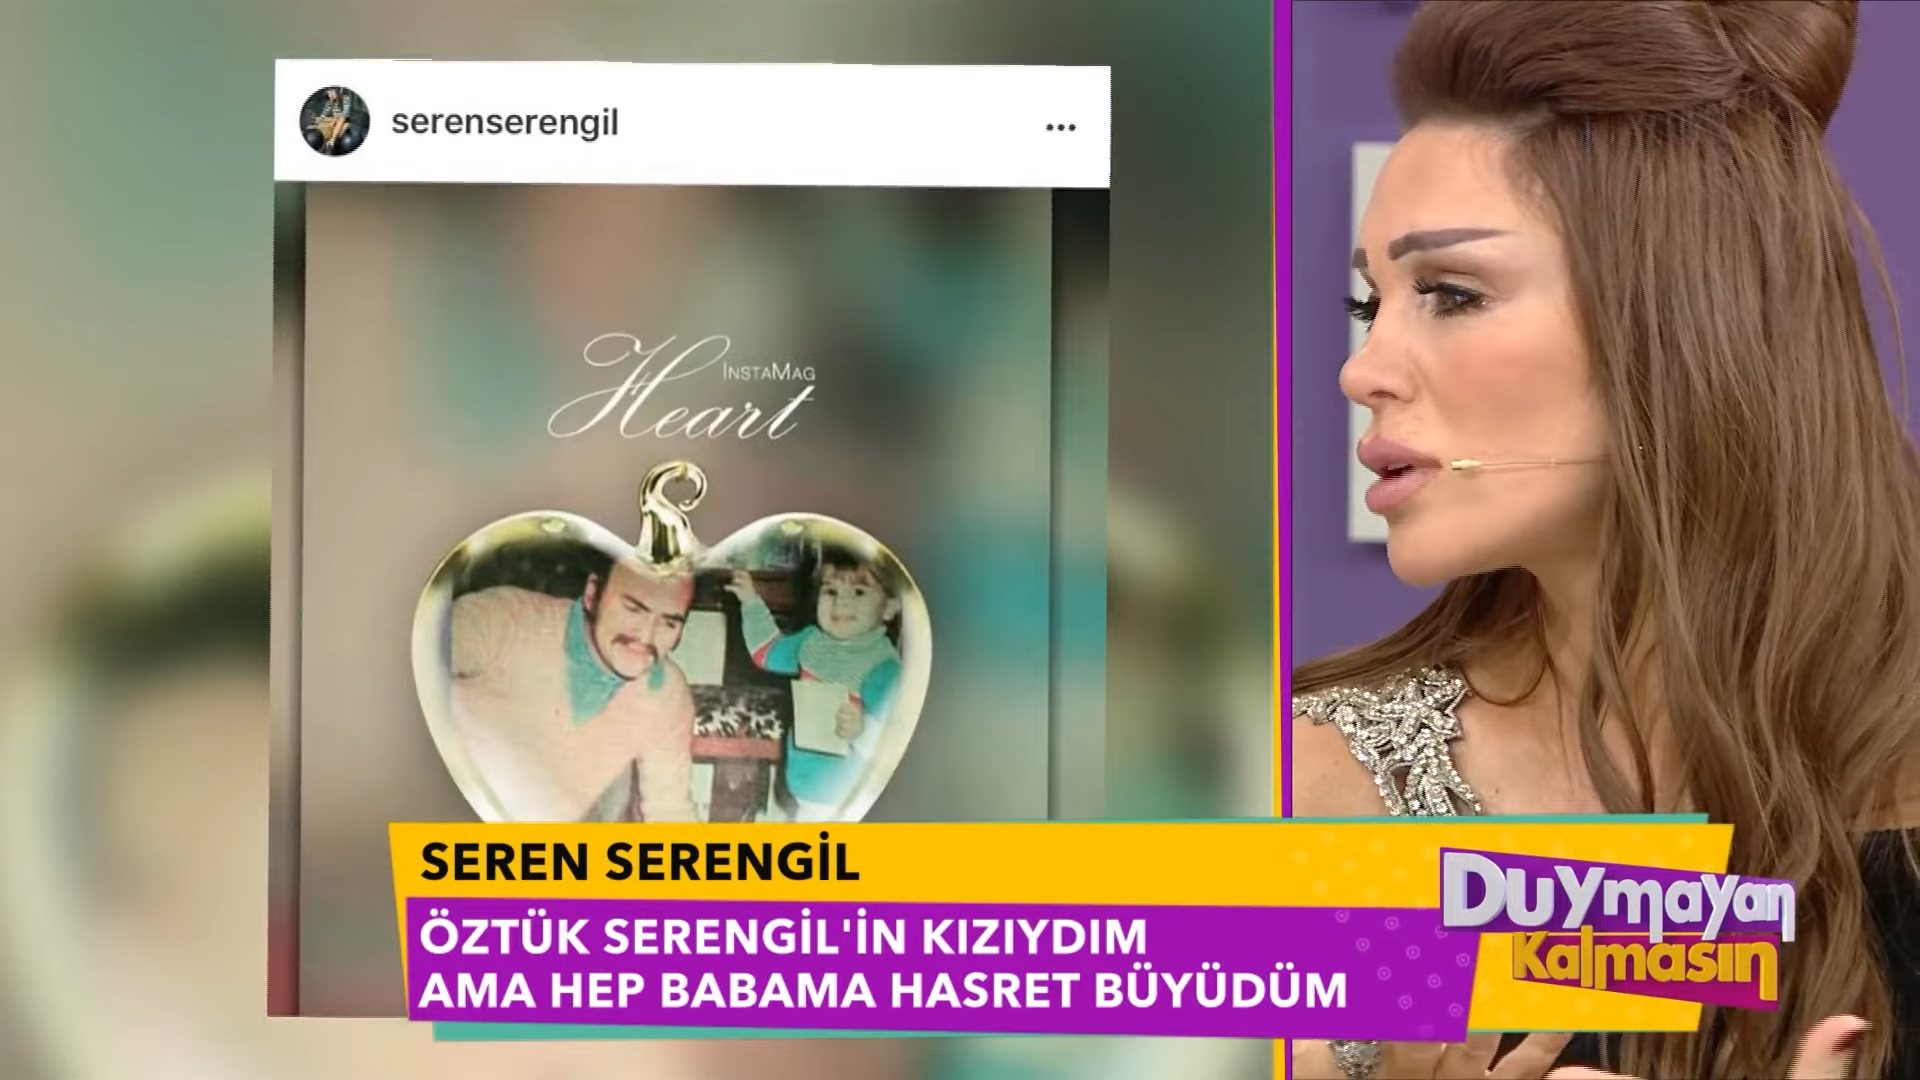 serenserengil
InstaMag
Heart
SEREN SERENGİL
ÖZTÜK SERENGİL'İN KIZIYDIM
AMA HEP BABAMA HASRET BÜYÜDÜM
Duymayan
Kalmasın